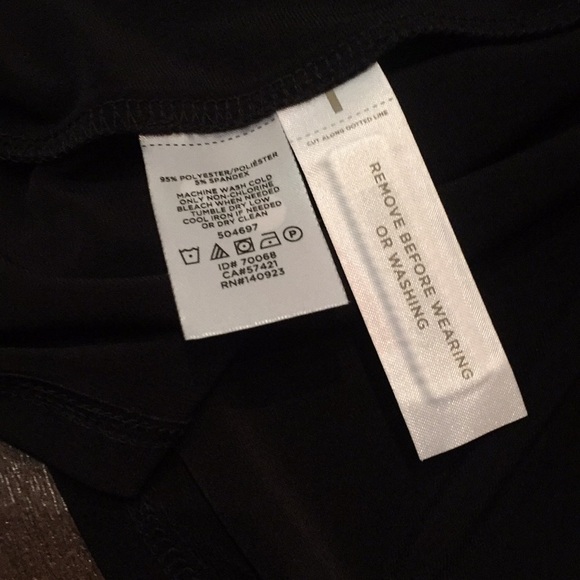 95% POLYESTER/POLIÉSTER
5% SPANDEX
MACHINE WASH COLD
ONLY NON-CHLORINE
BLEACH WHEN NEEDED
TUMBLE DRY LOW
COOL IRON IF NEEDED
OR DRY CLEAN
504697
P
ID# 70068
CA#57421
RN#140923
CUT ALONG DOTTED LINE
REMOVE BEFORE WEARING
OR WASHING